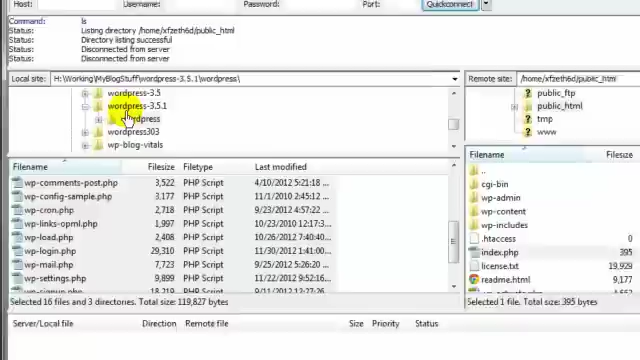 Host: Username: Password: Port: Quickconnect
Command: ls
Status: Listing directory /home/xfzeth6d/public_html
Status: Directory listing successful
Status: Disconnected from server
Status: Disconnected from server
Local site: H:\Working\MyBlogStuff\wordpress-3.5.1\wordpress\
wordpress-3.5
wordpress-3.5.1
wordpress
wordpress303
wp-blog-vitals
Remote site: /home/xfzeth6d/public_html
public_ftp
public_html
tmp
www
Filename Filesize Filetype Last modified
wp-comments-post.php 3,522 PHP Script 4/10/2012 5:21:18 ...
wp-config-sample.php 3,177 PHP Script 11/1/2010 2:45:12 ...
wp-cron.php 2,718 PHP Script 9/23/2012 4:57:22 ...
wp-links-opml.php 1,997 PHP Script 10/23/2010 12:17:3...
wp-load.php 2,408 PHP Script 10/26/2012 7:40:40...
wp-login.php 29,310 PHP Script 11/30/2012 1:41:00...
wp-mail.php 7,723 PHP Script 9/25/2012 5:26:20 ...
wp-settings.php 9,899 PHP Script 11/22/2012 9:52:16...
wp-signup.php PHP Script
Selected 16 files and 3 directories. Total size: 119,827 bytes
Filename Filesize
..
cgi-bin
wp-admin
wp-content
wp-includes
.htaccess 0
index.php 395
license.txt 19,929
readme.html 9,177
Selected 1 file. Total size: 395 bytes
Server/Local file Direction Remote file Size Priority Status